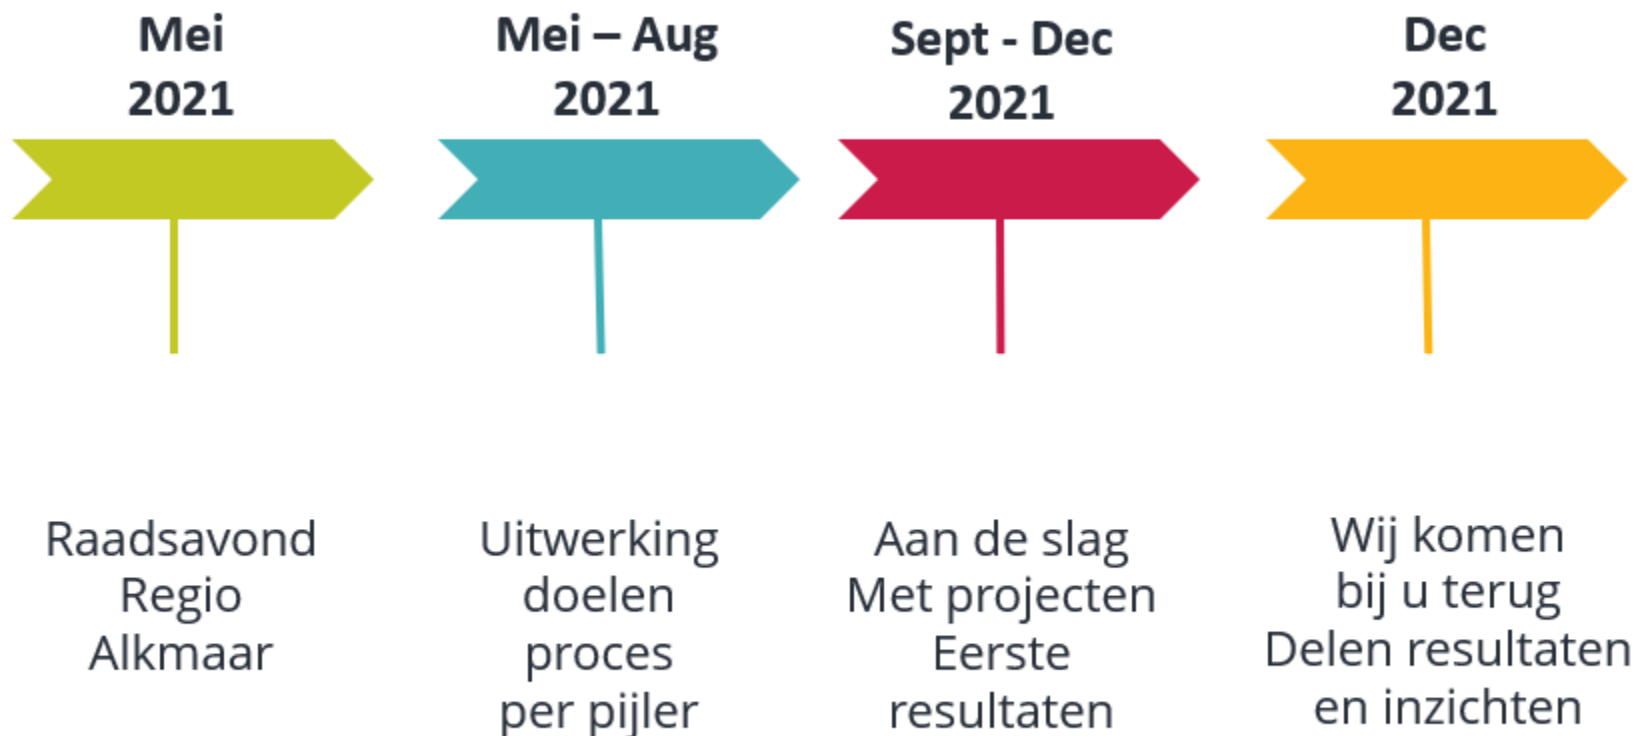 Mei
2021
Mei – Aug
2021
Sept - Dec
2021
Dec
2021
Raadsavond
Regio
Alkmaar
Uitwerking
doelen
proces
per pijler
Aan de slag
Met projecten
Eerste
resultaten
Wij komen
bij u terug
Delen resultaten
en inzichten